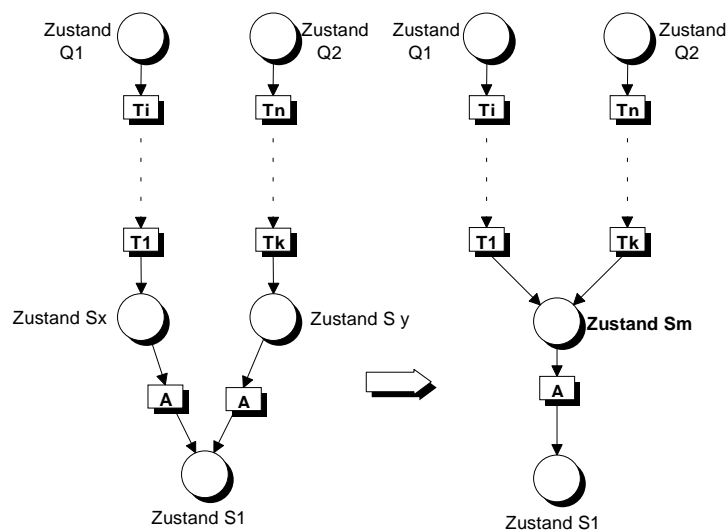 Zustand
Q1
Zustand
Q2
Zustand
Q1
Zustand
Q2
Ti
Tn
Ti
Tn
T1
Tk
T1
Tk
Zustand Sx
Zustand S y
Zustand Sm
A
A
A
Zustand S1
Zustand S1